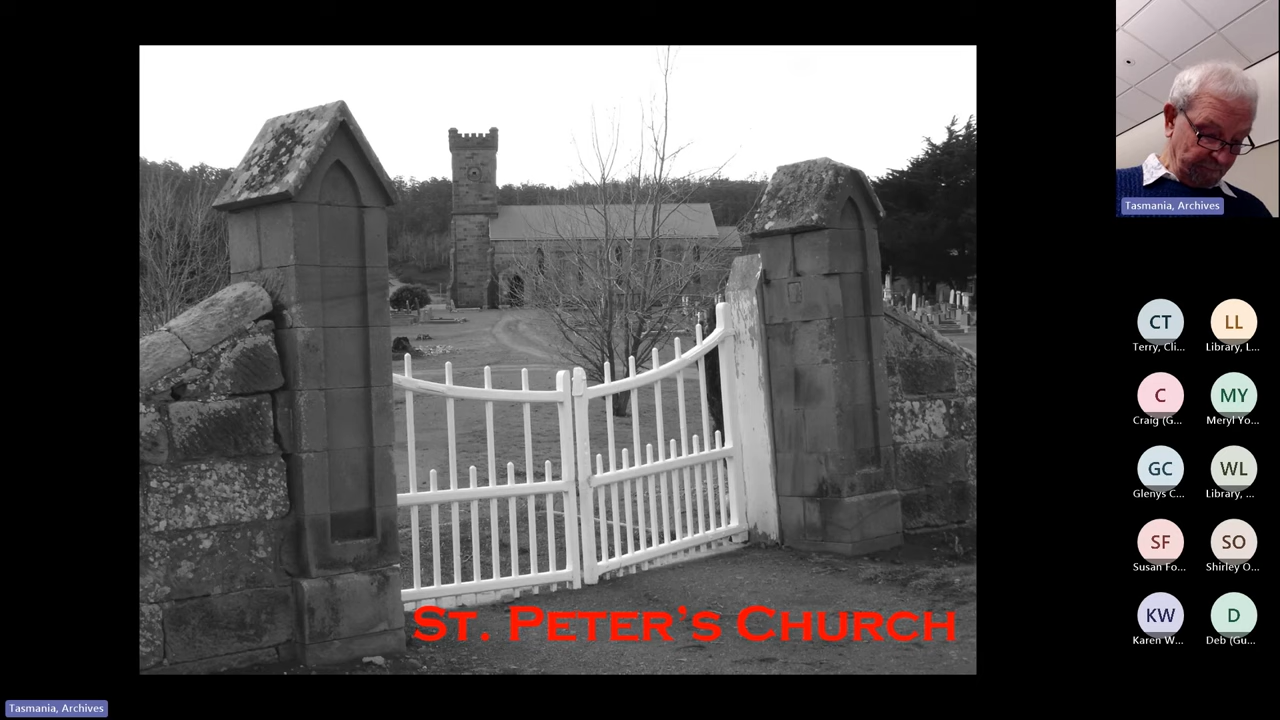 ST. PETER'S CHURCH
Tasmania, Archives
CT
LL
Terry, Cli...
Library, L...
C
MY
Craig (G...
Meryl Yo...
GC
WL
Glenys C...
Library, ...
SF
SO
Susan Fo...
Shirley O...
KW
D
Karen W...
Deb (Gu...
Tasmania, Archives